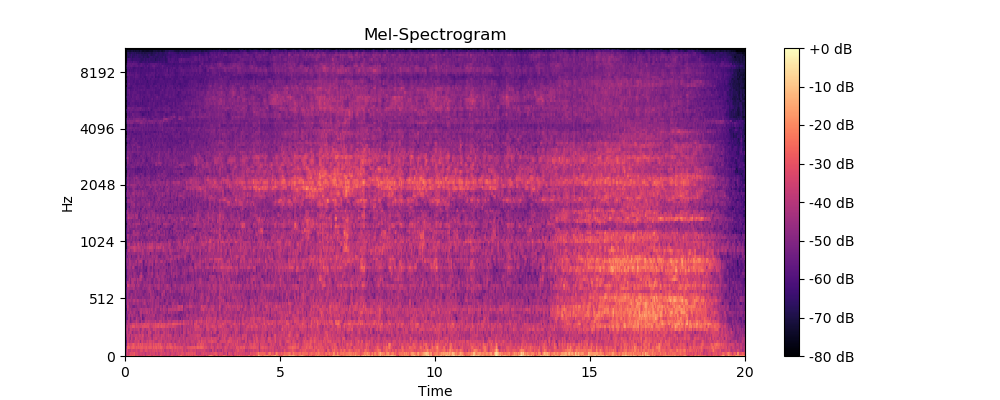 Mel-Spectrogram
8192
4096
2048
1024
512
0
Hz
0 5 10 15 20
Time
+0 dB
-10 dB
-20 dB
-30 dB
-40 dB
-50 dB
-60 dB
-70 dB
-80 dB